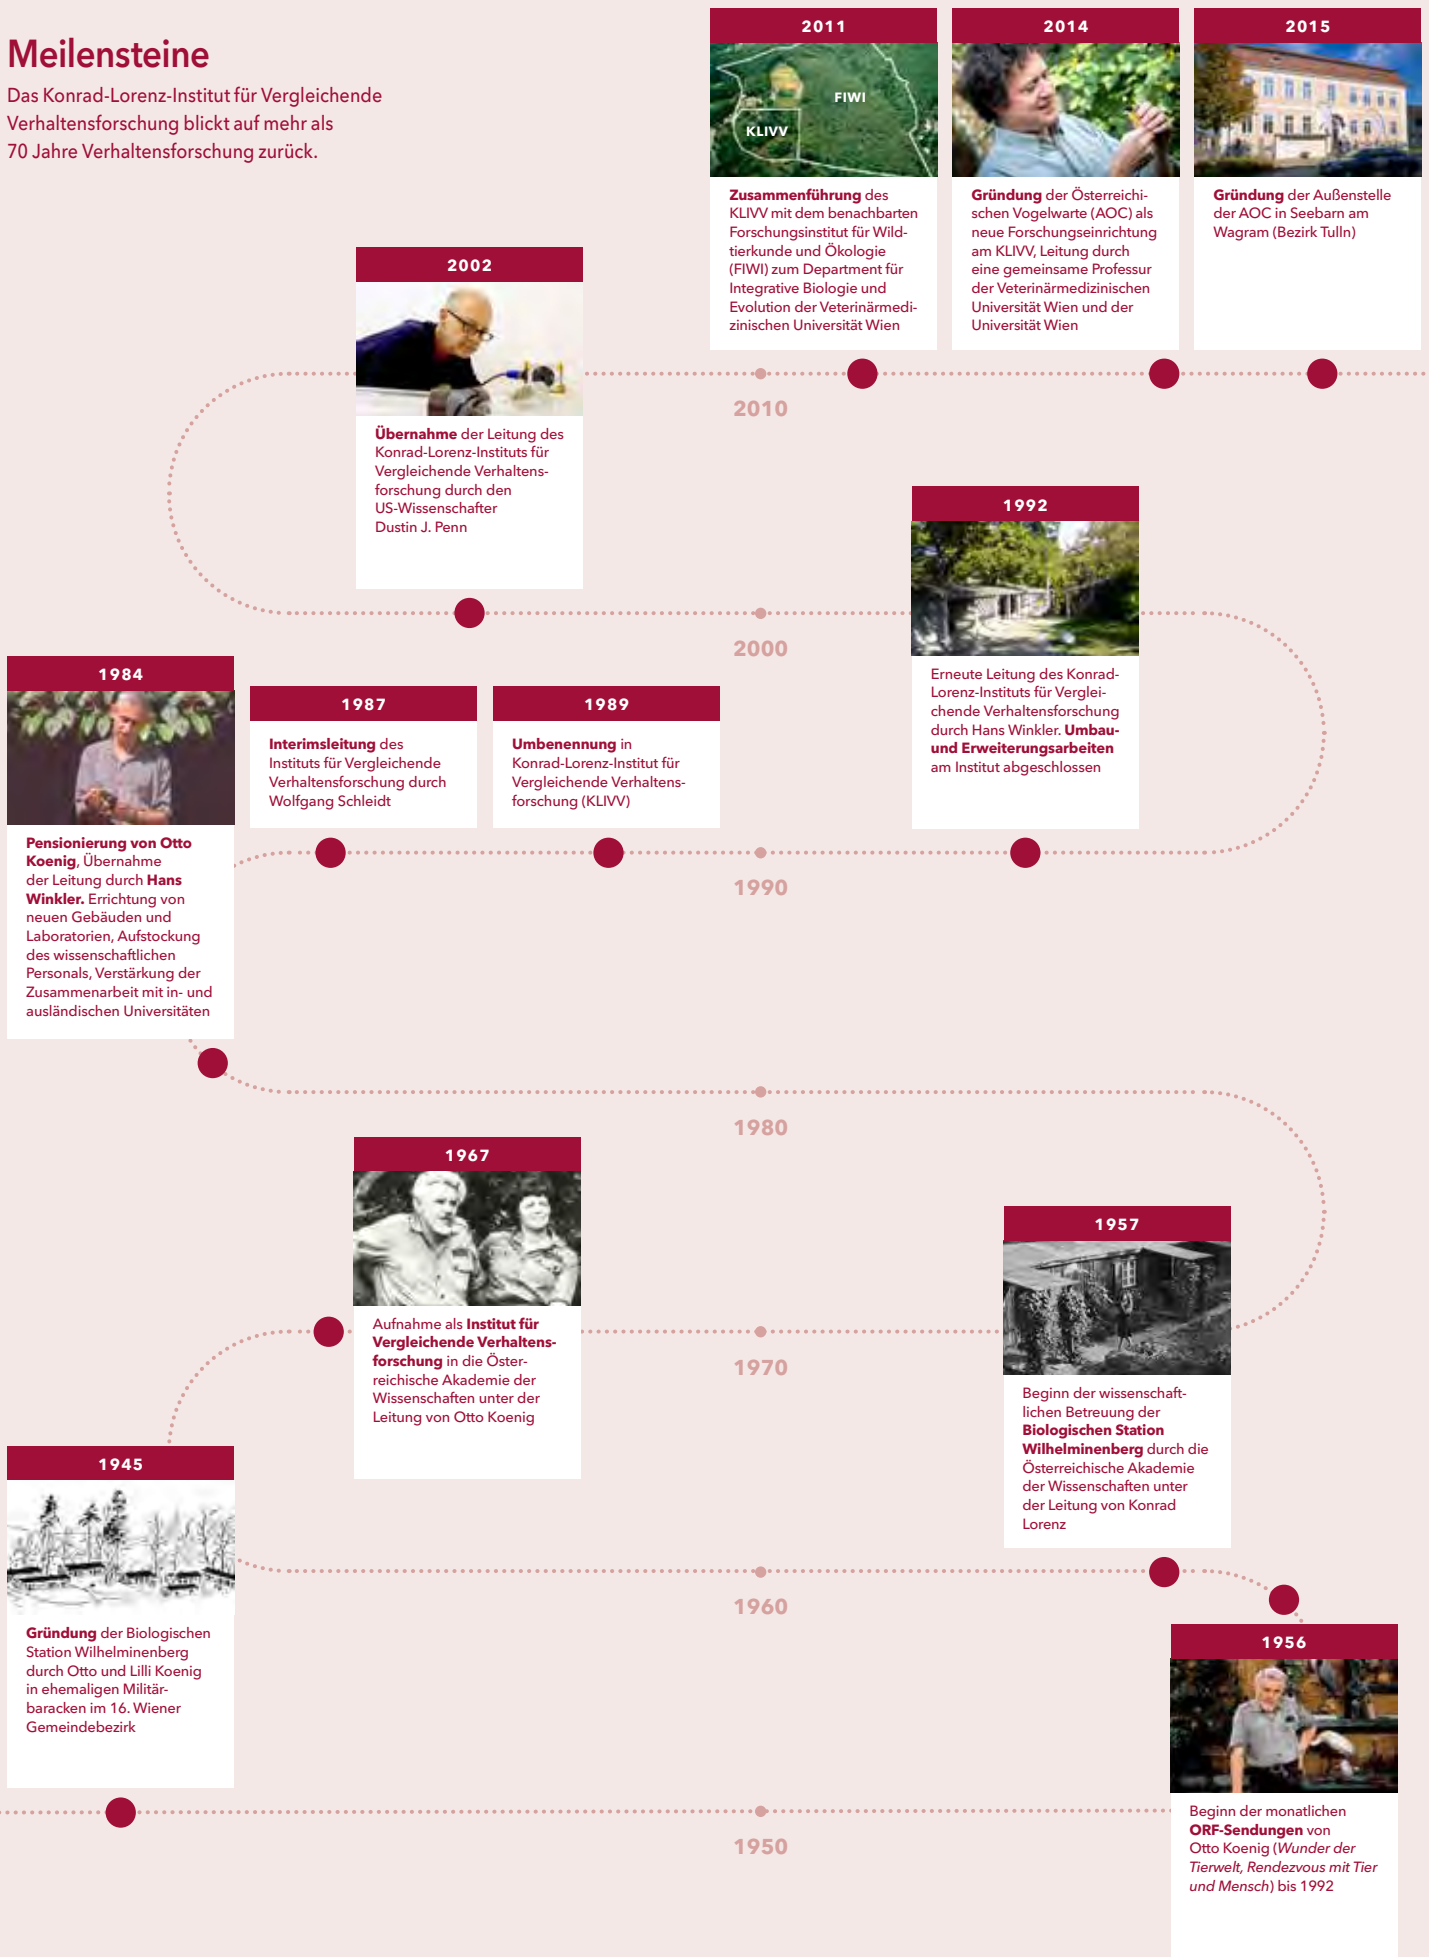 Meilensteine
Das Konrad-Lorenz-Institut für Vergleichende
Verhaltensforschung blickt auf mehr als
70 Jahre Verhaltensforschung zurück.
2011
FIWI
KLIVV
Zusammenführung des
KLIVV mit dem benachbarten
Forschungsinstitut für Wild-
tierkunde und Ökologie
(FIWI) zum Department für
Integrative Biologie und
Evolution der Veterinärmedi-
zinischen Universität Wien
2014
Gründung der Österreichi-
schen Vogelwarte (AOC) als
neue Forschungseinrichtung
am KLIVV, Leitung durch
eine gemeinsame Professur
der Veterinärmedizinischen
Universität Wien und der
Universität Wien
2015
Gründung der Außenstelle
der AOC in Seebarn am
Wagram (Bezirk Tulln)
2010
2002
Übernahme der Leitung des
Konrad-Lorenz-Instituts für
Vergleichende Verhaltens-
forschung durch den
US-Wissenschafter
Dustin J. Penn
2000
1992
Erneute Leitung des Konrad-
Lorenz-Instituts für Verglei-
chende Verhaltensforschung
durch Hans Winkler. Umbau-
und Erweiterungsarbeiten
am Institut abgeschlossen
1984
Pensionierung von Otto
Koenig, Übernahme
der Leitung durch Hans
Winkler. Errichtung von
neuen Gebäuden und
Laboratorien, Aufstockung
des wissenschaftlichen
Personals, Verstärkung der
Zusammenarbeit mit in- und
ausländischen Universitäten
1987
Interimsleitung des
Instituts für Vergleichende
Verhaltensforschung durch
Wolfgang Schleidt
1989
Umbenennung in
Konrad-Lorenz-Institut für
Vergleichende Verhaltens-
forschung (KLIVV)
1990
1980
1967
Aufnahme als Institut für
Vergleichende Verhaltens-
forschung in die Öster-
reichische Akademie der
Wissenschaften unter der
Leitung von Otto Koenig
1970
1957
Beginn der wissenschaft-
lichen Betreuung der
Biologischen Station
Wilhelminenberg durch die
Österreichische Akademie
der Wissenschaften unter
der Leitung von Konrad
Lorenz
1945
Gründung der Biologischen
Station Wilhelminenberg
durch Otto und Lilli Koenig
in ehemaligen Militär-
baracken im 16. Wiener
Gemeindebezirk
1960
1956
Beginn der monatlichen
ORF-Sendungen von
Otto Koenig (Wunder der
Tierwelt, Rendezvous mit Tier
und Mensch) bis 1992
1950